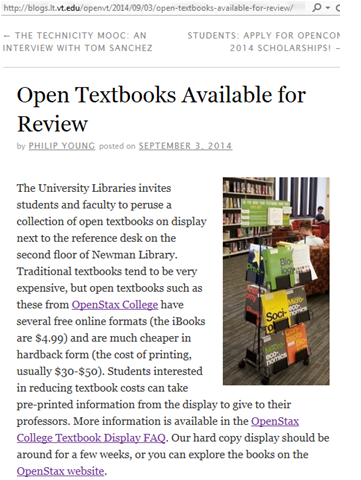 http://blogs.lt.vt.edu/openvt/2014/09/03/open-textbooks-available-for-review/
← THE TECHNICITY MOOC: AN
INTERVIEW WITH TOM SANCHEZ
STUDENTS: APPLY FOR OPENCON
2014 SCHOLARSHIPS! →
Open Textbooks Available for
Review
by PHILIP YOUNG posted on SEPTEMBER 3, 2014
The University Libraries invites
students and faculty to peruse a
collection of open textbooks on display
next to the reference desk on the
second floor of Newman Library.
Traditional textbooks tend to be very
expensive, but open textbooks such as
these from OpenStax College have
several free online formats (the iBooks
are $4.99) and are much cheaper in
hardback form (the cost of printing,
usually $30-$50). Students interested
in reducing textbook costs can take
pre-printed information from the display to give to their
professors. More information is available in the OpenStax
College Textbook Display FAQ. Our hard copy display should be
around for a few weeks, or you can explore the books on the
OpenStax website.